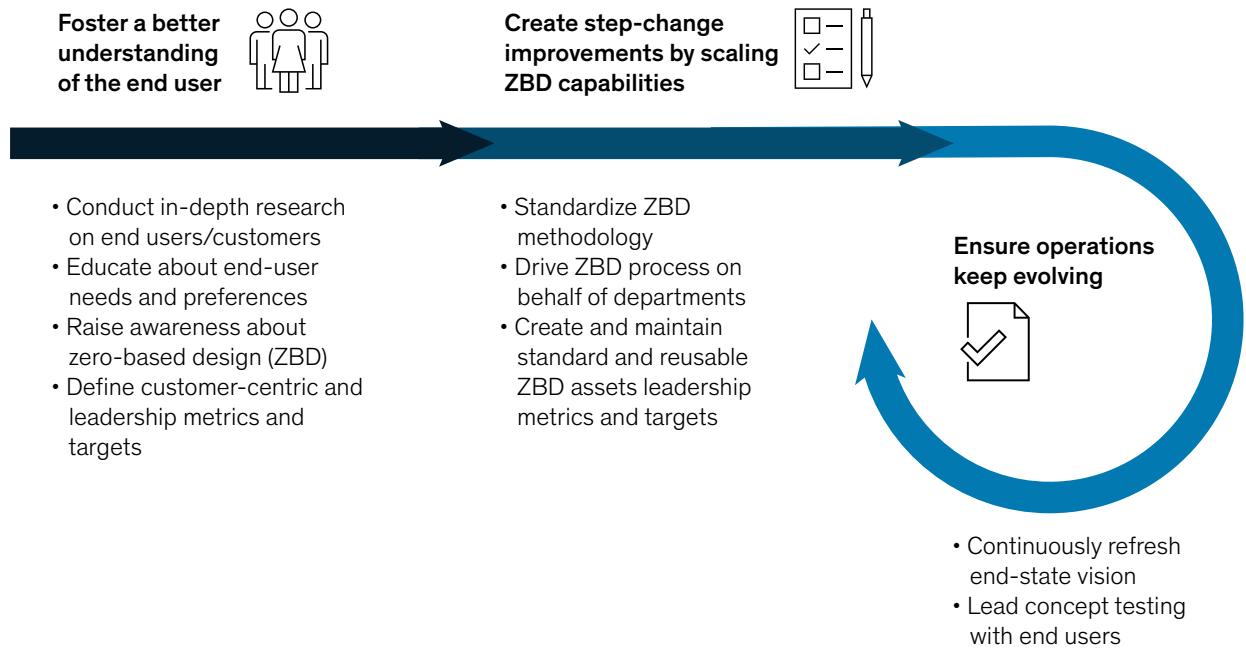 Foster a better
understanding
of the end user
Create step-change
improvements by scaling
ZBD capabilities
• Conduct in-depth research
on end users/customers
• Educate about end-user
needs and preferences
• Raise awareness about
zero-based design (ZBD)
• Define customer-centric and
leadership metrics and
targets
• Standardize ZBD
methodology
• Drive ZBD process on
behalf of departments
• Create and maintain
standard and reusable
ZBD assets leadership
metrics and targets
Ensure operations
keep evolving
• Continuously refresh
end-state vision
• Lead concept testing
with end users